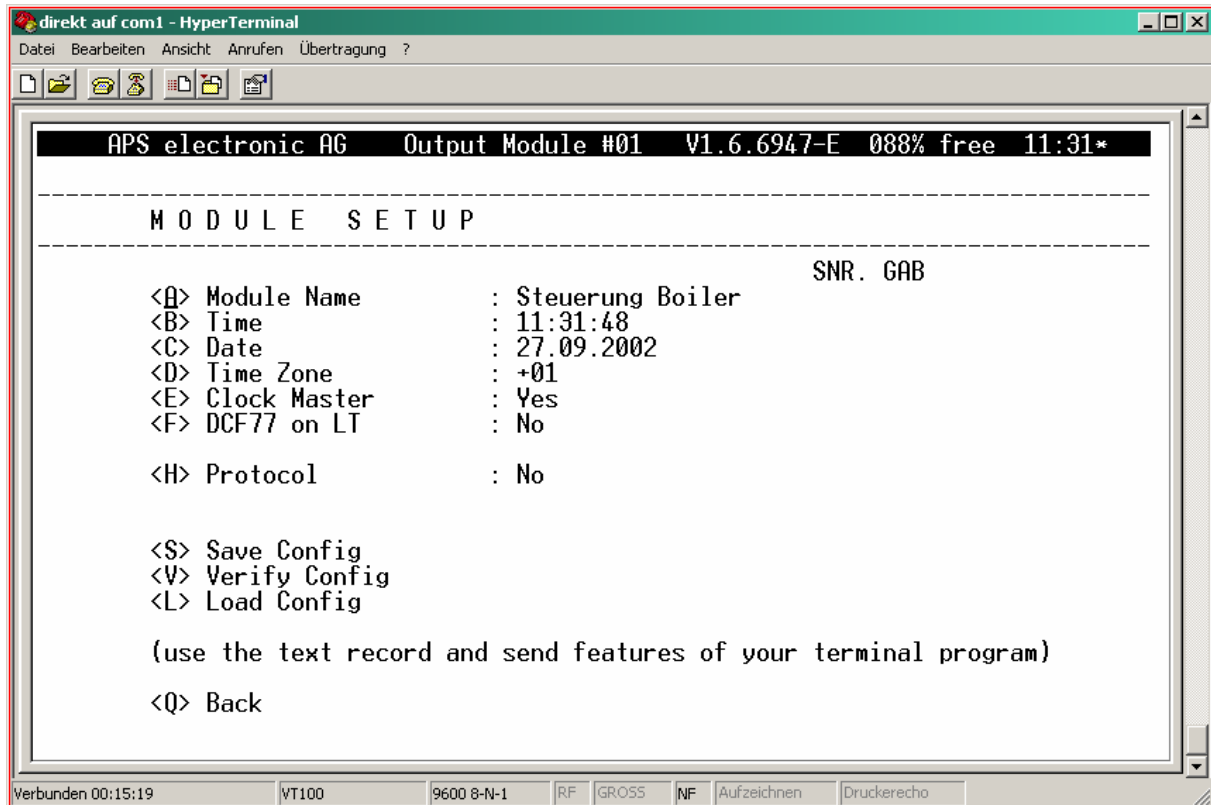 direkt auf com1 - HyperTerminal
Datei Bearbeiten Ansicht Anrufen Übertragung ?
APS electronic AG Output Module #01 V1.6.6947-E 088% free 11:31*
M O D U L E S E T U P
SNR. GAB
<A> Module Name : Steuerung Boiler
<B> Time : 11:31:48
<C> Date : 27.09.2002
<D> Time Zone : +01
<E> Clock Master : Yes
<F> DCF77 on LT : No
<H> Protocol : No
<S> Save Config
<V> Verify Config
<L> Load Config
(use the text record and send features of your terminal program)
<Q> Back
Verbunden 00:15:19 VT100 9600 8-N-1 RF GROSS NF Aufzeichnen Druckerecho